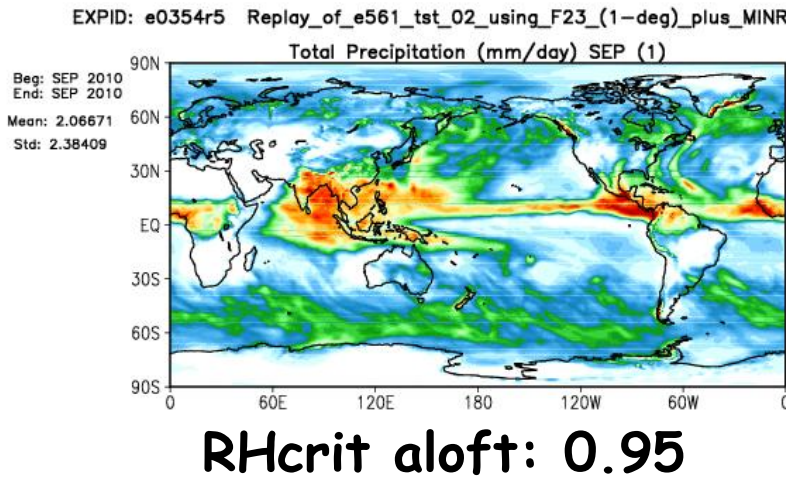 EXPID: e0354r5 Replay_of_e561_tst_02_using_F23_(1-deg)_plus_MINR
Total Precipitation (mm/day) SEP (1)
Beg: SEP 2010
End: SEP 2010
Mean: 2.06671
Std: 2.38409
90N
60N
30N
EQ
30S
60S
90S
0 60E 120E 180 120W 60W 0
RHcrit aloft: 0.95